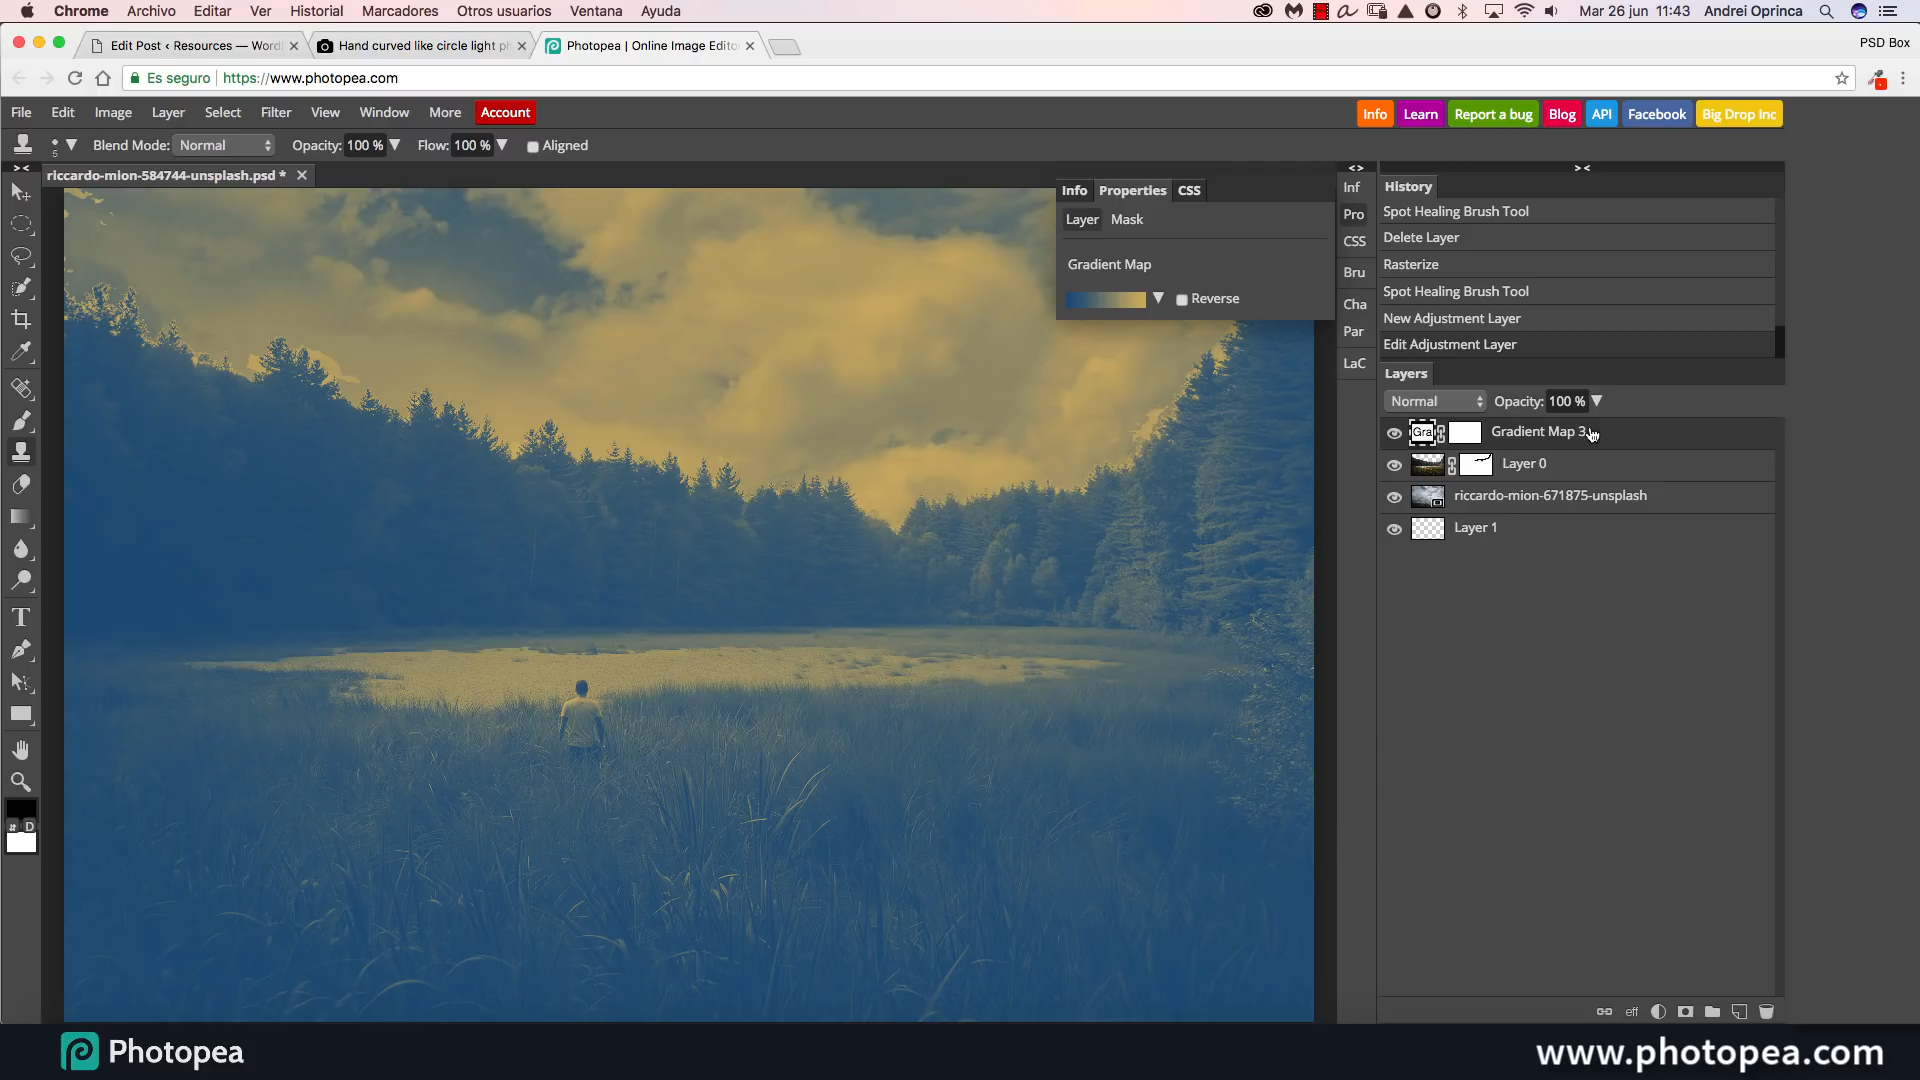 Chrome Archivo Editar Ver Historial Marcadores Otros usuarios Ventana Ayuda Mar 26 jun 11:43 Andrei Oprinca
Edit Post ‹ Resources — Word Hand curved like circle light ph Photopea | Online Image Edito PSD Box
Es seguro https://www.photopea.com
File Edit Image Layer Select Filter View Window More Account Info Learn Report a bug Blog API Facebook Big Drop Inc
5 Blend Mode: Normal Opacity: 100 % Flow: 100 % Aligned
riccardo-mion-584744-unsplash.psd *
Info Properties CSS
Layer Mask
Gradient Map
Reverse
Inf
Pro
CSS
Bru
Cha
Par
LaC
History
Spot Healing Brush Tool
Delete Layer
Rasterize
Spot Healing Brush Tool
New Adjustment Layer
Edit Adjustment Layer
Layers
Normal Opacity: 100 %
Gra Gradient Map 3
Layer 0
riccardo-mion-671875-unsplash
Layer 1
D
eff
Photopea www.photopea.com